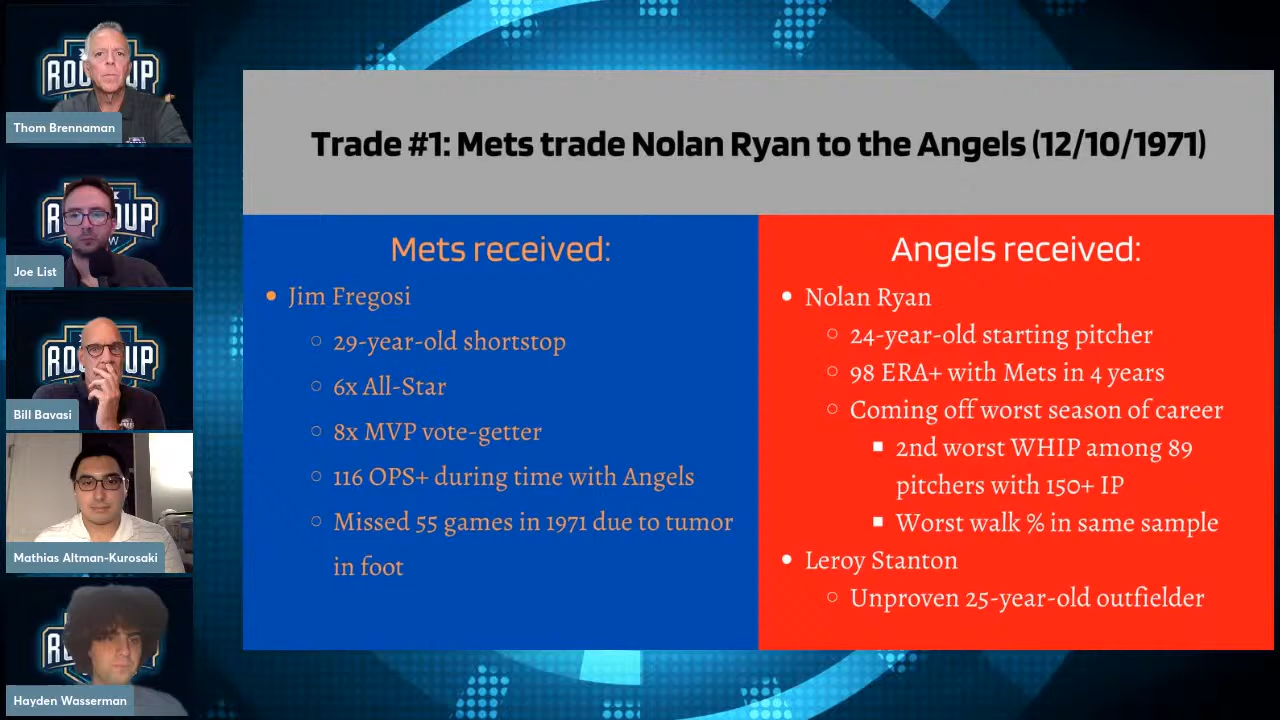 Trade #1: Mets trade Nolan Ryan to the Angels (12/10/1971)
Mets received:
Jim Fregosi
29-year-old shortstop
6x All-Star
8x MVP vote-getter
116 OPS+ during time with Angels
Missed 55 games in 1971 due to tumor
in foot
Angels received:
Nolan Ryan
24-year-old starting pitcher
98 ERA+ with Mets in 4 years
Coming off worst season of career
2nd worst WHIP among 89
pitchers with 150+ IP
Worst walk % in same sample
Leroy Stanton
Unproven 25-year-old outfielder
Thom Brennaman
Joe List
Bill Bavasi
Mathias Altman-Kurosaki
Hayden Wasserman